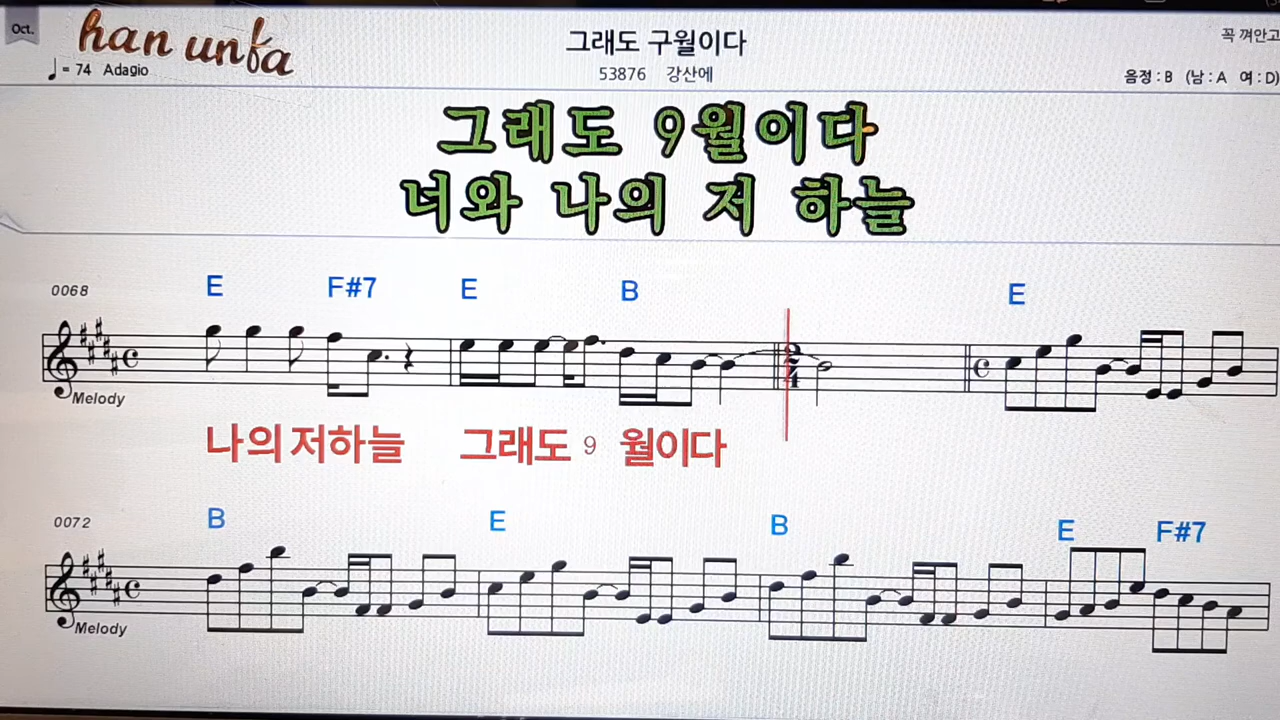 Oct.
han unfa
♩= 74 Adagio
그래도 구월이다
53876 강산에
꼭 껴안고
음정 : B (남 : A 여 : D)
그래도 9월이다
너와 나의 저 하늘
0068
E F#7 E B E
2/4
Melody
나의저하늘 그래도 9 월이다
0072
B E B E F#7
Melody